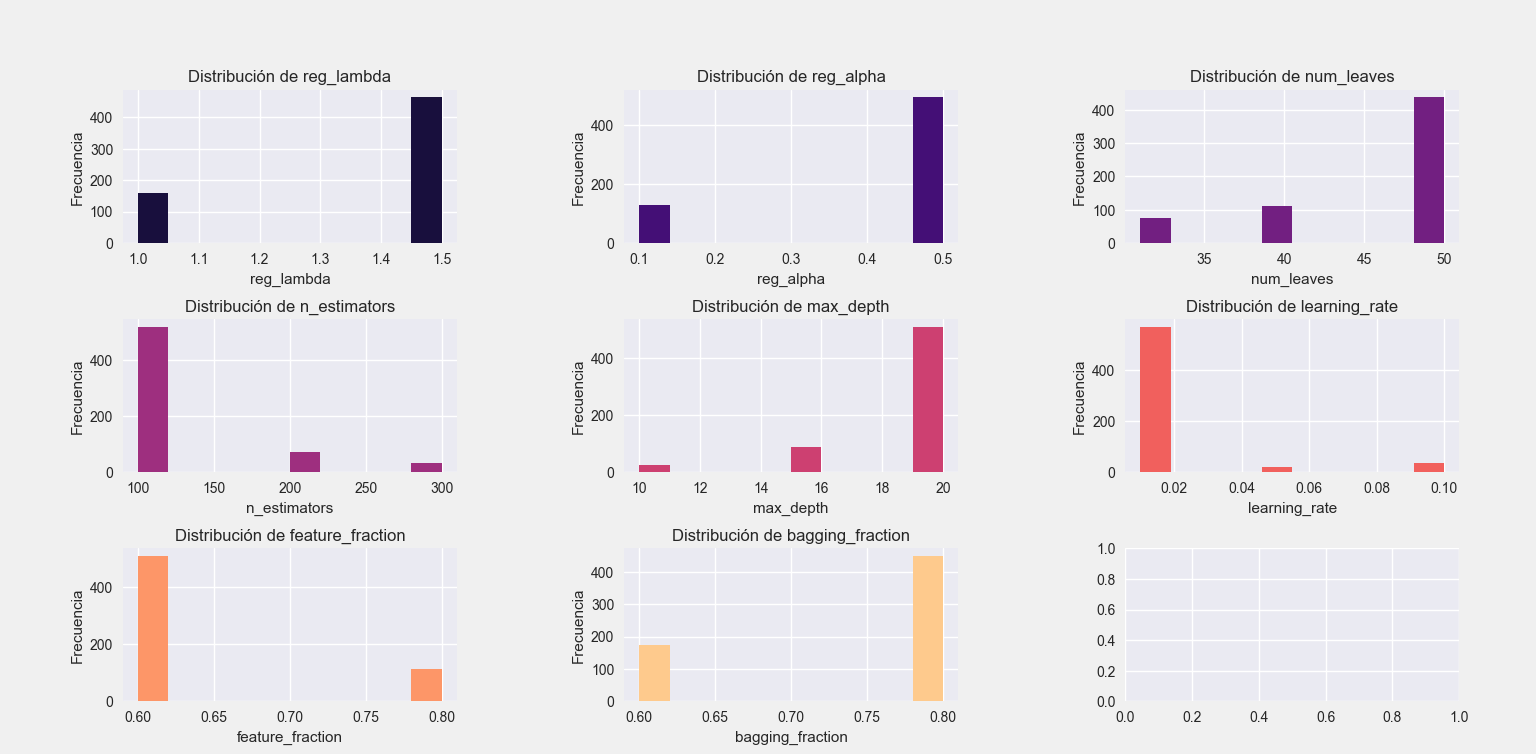 Distribución de reg_lambda
Frecuencia
400
300
200
100
0
1.0 1.1 1.2 1.3 1.4 1.5
reg_lambda
Distribución de reg_alpha
Frecuencia
400
200
0
0.1 0.2 0.3 0.4 0.5
reg_alpha
Distribución de num_leaves
Frecuencia
400
300
200
100
0
35 40 45 50
num_leaves
Distribución de n_estimators
Frecuencia
400
200
0
100 150 200 250 300
n_estimators
Distribución de max_depth
Frecuencia
400
200
0
10 12 14 16 18 20
max_depth
Distribución de learning_rate
Frecuencia
400
200
0
0.02 0.04 0.06 0.08 0.10
learning_rate
Distribución de feature_fraction
Frecuencia
400
200
0
0.60 0.65 0.70 0.75 0.80
feature_fraction
Distribución de bagging_fraction
Frecuencia
400
300
200
100
0
0.60 0.65 0.70 0.75 0.80
bagging_fraction
1.0
0.8
0.6
0.4
0.2
0.0
0.0 0.2 0.4 0.6 0.8 1.0